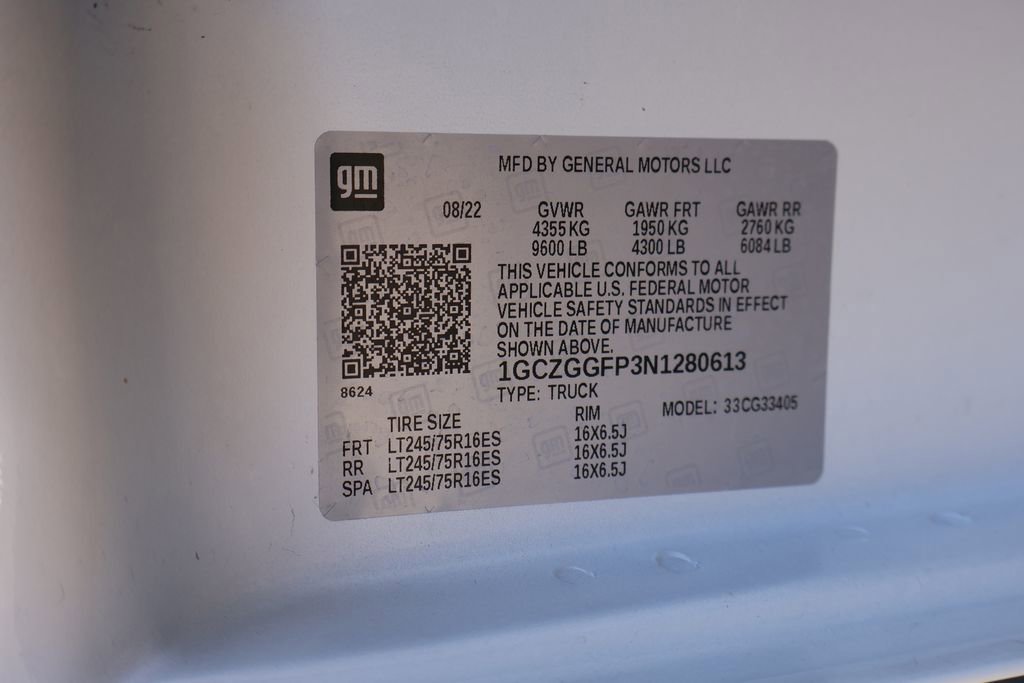 gm
MFD BY GENERAL MOTORS LLC
08/22 GVWR GAWR FRT GAWR RR
4355 KG 1950 KG 2760 KG
9600 LB 4300 LB 6084 LB
THIS VEHICLE CONFORMS TO ALL
APPLICABLE U.S. FEDERAL MOTOR
VEHICLE SAFETY STANDARDS IN EFFECT
ON THE DATE OF MANUFACTURE
SHOWN ABOVE.
1GCZGGFP3N1280613
8624
TYPE: TRUCK
MODEL: 33CG33405
TIRE SIZE RIM
FRT LT245/75R16ES 16X6.5J
RR LT245/75R16ES 16X6.5J
SPA LT245/75R16ES 16X6.5J